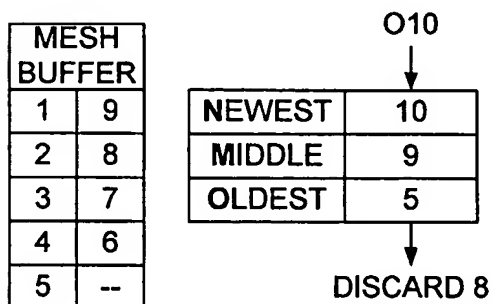 MESH
BUFFER
1 9
2 8
3 7
4 6
5 --
O10
NEWEST 10
MIDDLE 9
OLDEST 5
DISCARD 8